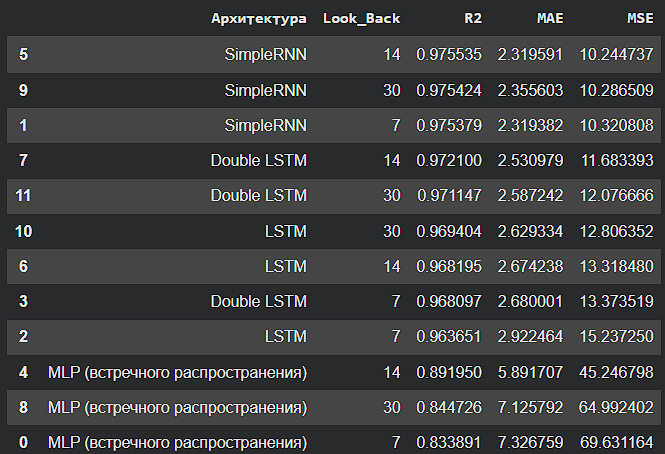 Архитектура Look_Back R2 MAE MSE
5 SimpleRNN 14 0.975535 2.319591 10.244737
9 SimpleRNN 30 0.975424 2.355603 10.286509
1 SimpleRNN 7 0.975379 2.319382 10.320808
7 Double LSTM 14 0.972100 2.530979 11.683393
11 Double LSTM 30 0.971147 2.587242 12.076666
10 LSTM 30 0.969404 2.629334 12.806352
6 LSTM 14 0.968195 2.674238 13.318480
3 Double LSTM 7 0.968097 2.680001 13.373519
2 LSTM 7 0.963651 2.922464 15.237250
4 MLP (встречного распространения) 14 0.891950 5.891707 45.246798
8 MLP (встречного распространения) 30 0.844726 7.125792 64.992402
0 MLP (встречного распространения) 7 0.833891 7.326759 69.631164